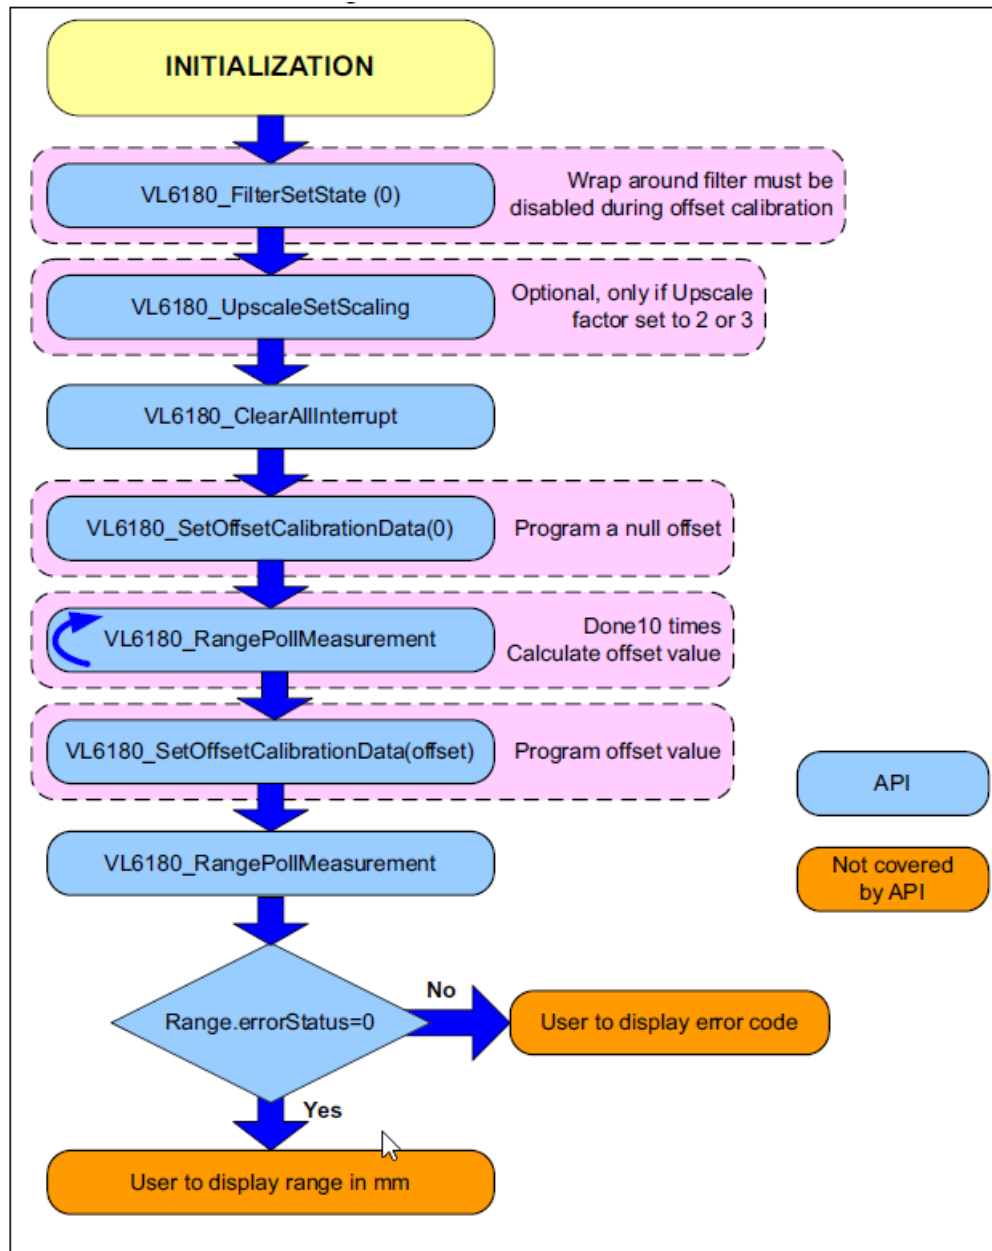 INITIALIZATION
VL6180_FilterSetState (0)
Wrap around filter must be
disabled during offset calibration
VL6180_UpscaleSetScaling
Optional, only if Upscale
factor set to 2 or 3
VL6180_ClearAllInterrupt
VL6180_SetOffsetCalibrationData(0)
Program a null offset
VL6180_RangePollMeasurement
Done10 times
Calculate offset value
VL6180_SetOffsetCalibrationData(offset)
Program offset value
API
VL6180_RangePollMeasurement
Not covered
by API
Range.errorStatus=0
No
User to display error code
Yes
User to display range in mm